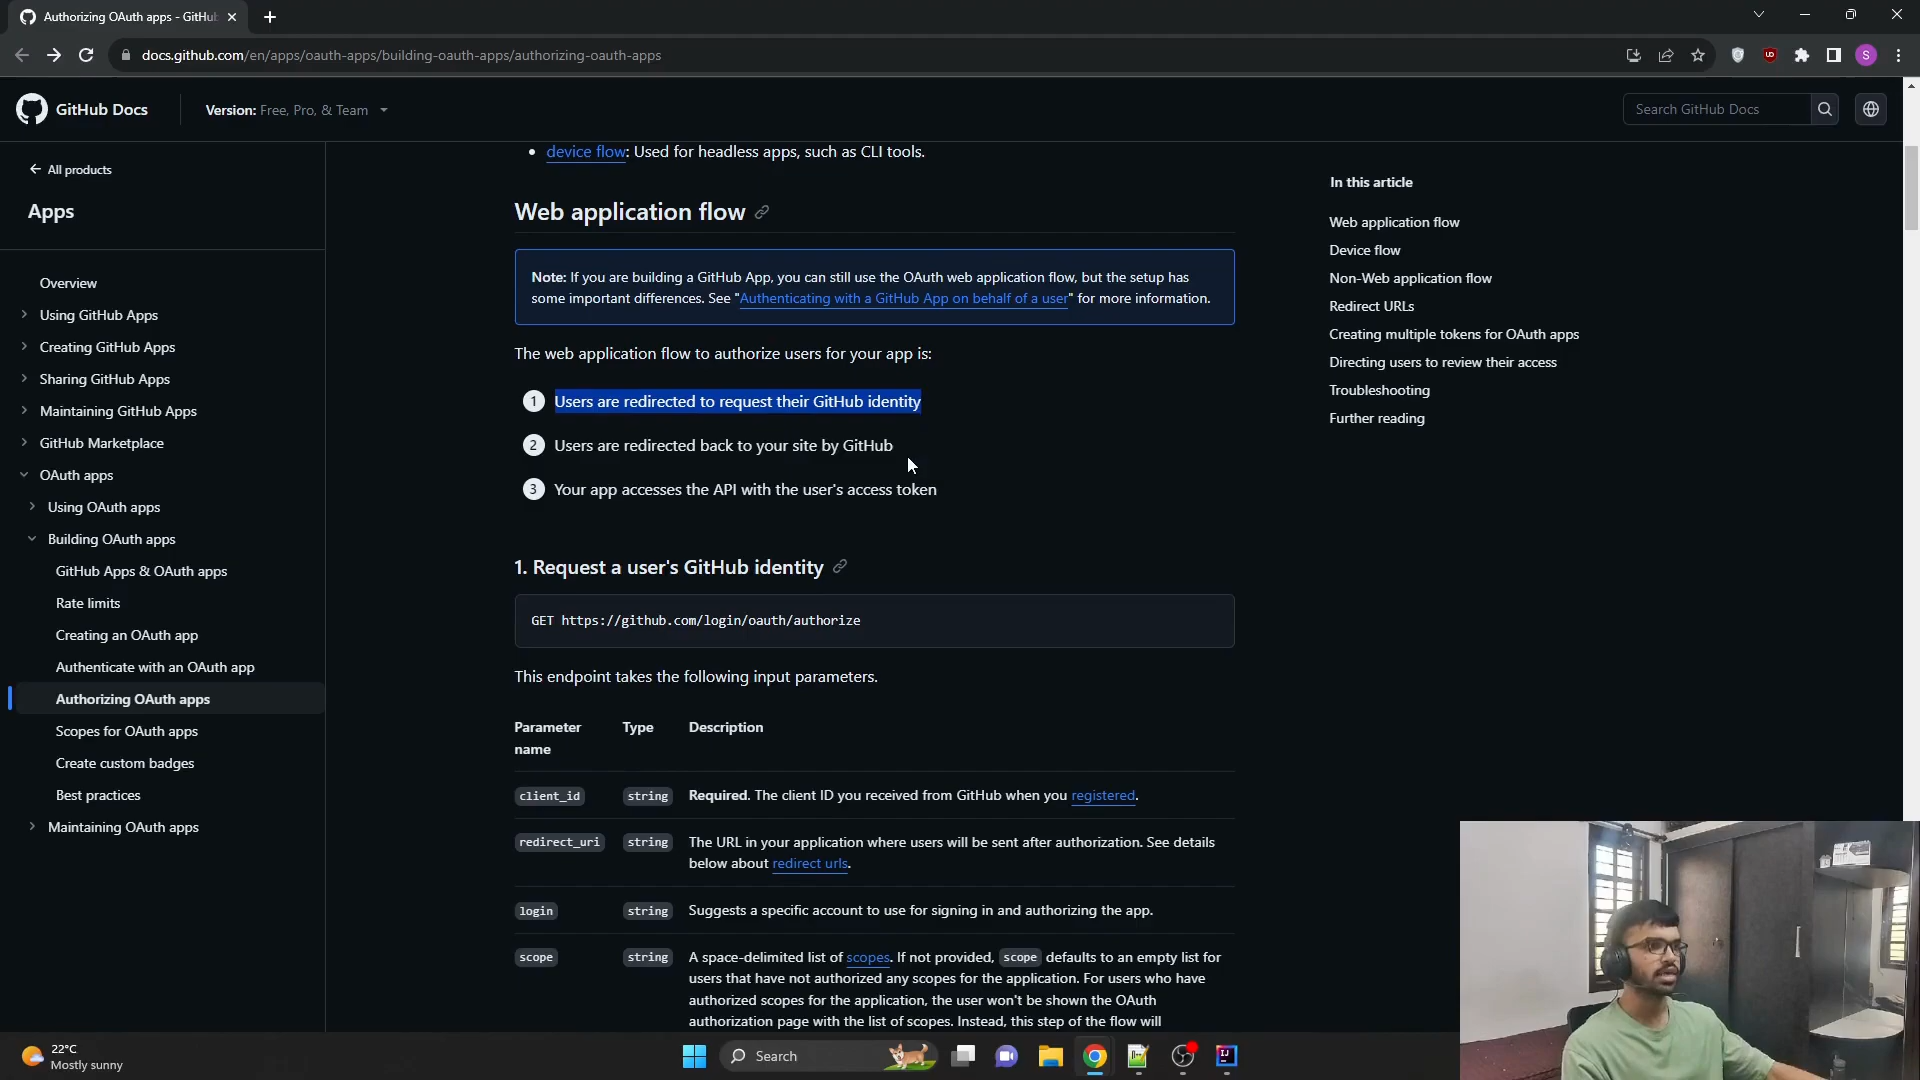 Authorizing OAuth apps - GitHub
docs.github.com/en/apps/oauth-apps/building-oauth-apps/authorizing-oauth-apps
S
GitHub Docs
Version: Free, Pro, & Team
Search GitHub Docs
All products
Apps
Overview
Using GitHub Apps
Creating GitHub Apps
Sharing GitHub Apps
Maintaining GitHub Apps
GitHub Marketplace
OAuth apps
Using OAuth apps
Building OAuth apps
GitHub Apps & OAuth apps
Rate limits
Creating an OAuth app
Authenticate with an OAuth app
Authorizing OAuth apps
Scopes for OAuth apps
Create custom badges
Best practices
Maintaining OAuth apps
device flow: Used for headless apps, such as CLI tools.
Web application flow
Note: If you are building a GitHub App, you can still use the OAuth web application flow, but the setup has
some important differences. See "Authenticating with a GitHub App on behalf of a user" for more information.
The web application flow to authorize users for your app is:
1 Users are redirected to request their GitHub identity
2 Users are redirected back to your site by GitHub
3 Your app accesses the API with the user's access token
1. Request a user's GitHub identity
GET https://github.com/login/oauth/authorize
This endpoint takes the following input parameters.
Parameter name Type Description
client_id string Required. The client ID you received from GitHub when you registered.
redirect_uri string The URL in your application where users will be sent after authorization. See details
below about redirect urls.
login string Suggests a specific account to use for signing in and authorizing the app.
scope string A space-delimited list of scopes. If not provided, scope defaults to an empty list for
users that have not authorized any scopes for the application. For users who have
authorized scopes for the application, the user won't be shown the OAuth
authorization page with the list of scopes. Instead, this step of the flow will
In this article
Web application flow
Device flow
Non-Web application flow
Redirect URLs
Creating multiple tokens for OAuth apps
Directing users to review their access
Troubleshooting
Further reading
22°C
Mostly sunny
Search
IJ